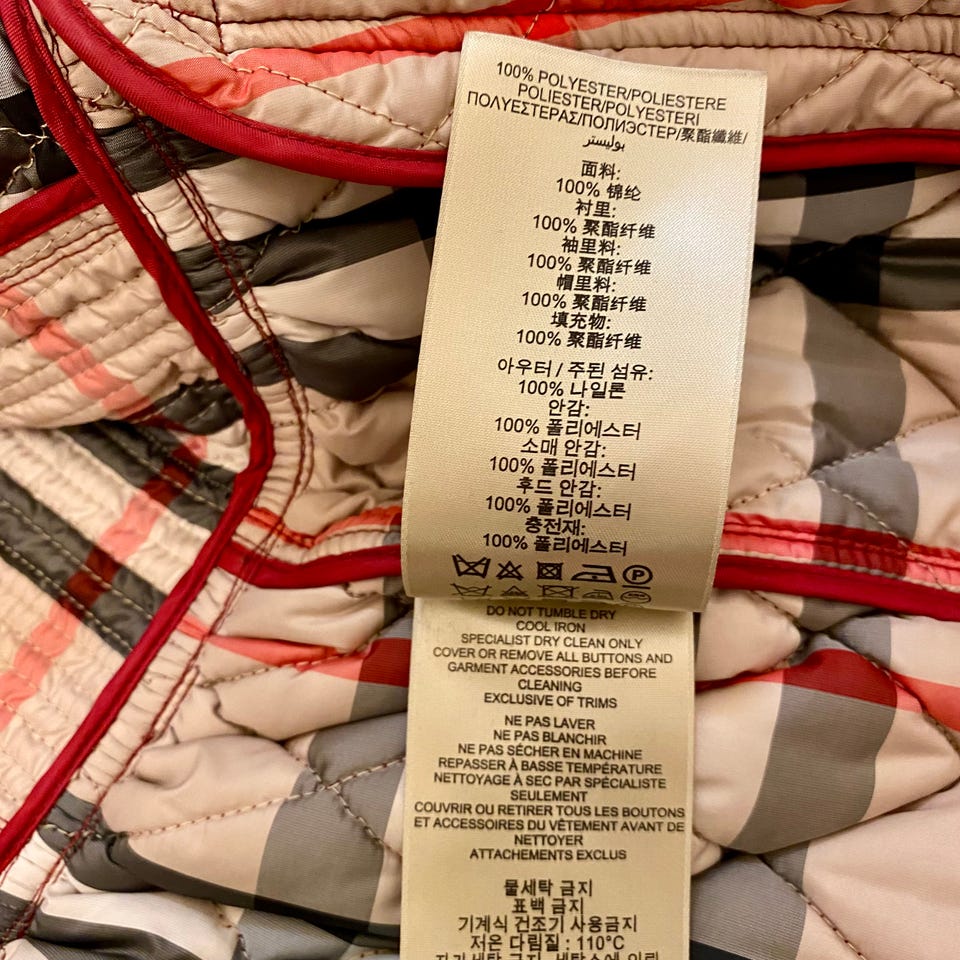 100% POLYESTER/POLIESTERE
POLIESTER/POLYESTERI
ΠΟΛΥΕΣΤΕΡΑΣ/ПОЛИЭСТЕР/聚酯纖維/
بوليستر
面料:
100% 锦纶
衬里:
100% 聚酯纤维
袖里料:
100% 聚酯纤维
帽里料:
100% 聚酯纤维
填充物:
100% 聚酯纤维
아우터 / 주된 섬유:
100% 나일론
안감:
100% 폴리에스터
소매 안감:
100% 폴리에스터
후드 안감:
100% 폴리에스터
충전재:
100% 폴리에스터
P
DO NOT TUMBLE DRY
COOL IRON
SPECIALIST DRY CLEAN ONLY
COVER OR REMOVE ALL BUTTONS AND
GARMENT ACCESSORIES BEFORE
CLEANING
EXCLUSIVE OF TRIMS
NE PAS LAVER
NE PAS BLANCHIR
NE PAS SÉCHER EN MACHINE
REPASSER À BASSE TEMPÉRATURE
NETTOYAGE À SEC PAR SPÉCIALISTE
SEULEMENT
COUVRIR OU RETIRER TOUS LES BOUTONS
ET ACCESSOIRES DU VÊTEMENT AVANT DE
NETTOYER
ATTACHEMENTS EXCLUS
물세탁 금지
표백 금지
기계식 건조기 사용금지
저온 다림질 : 110°C